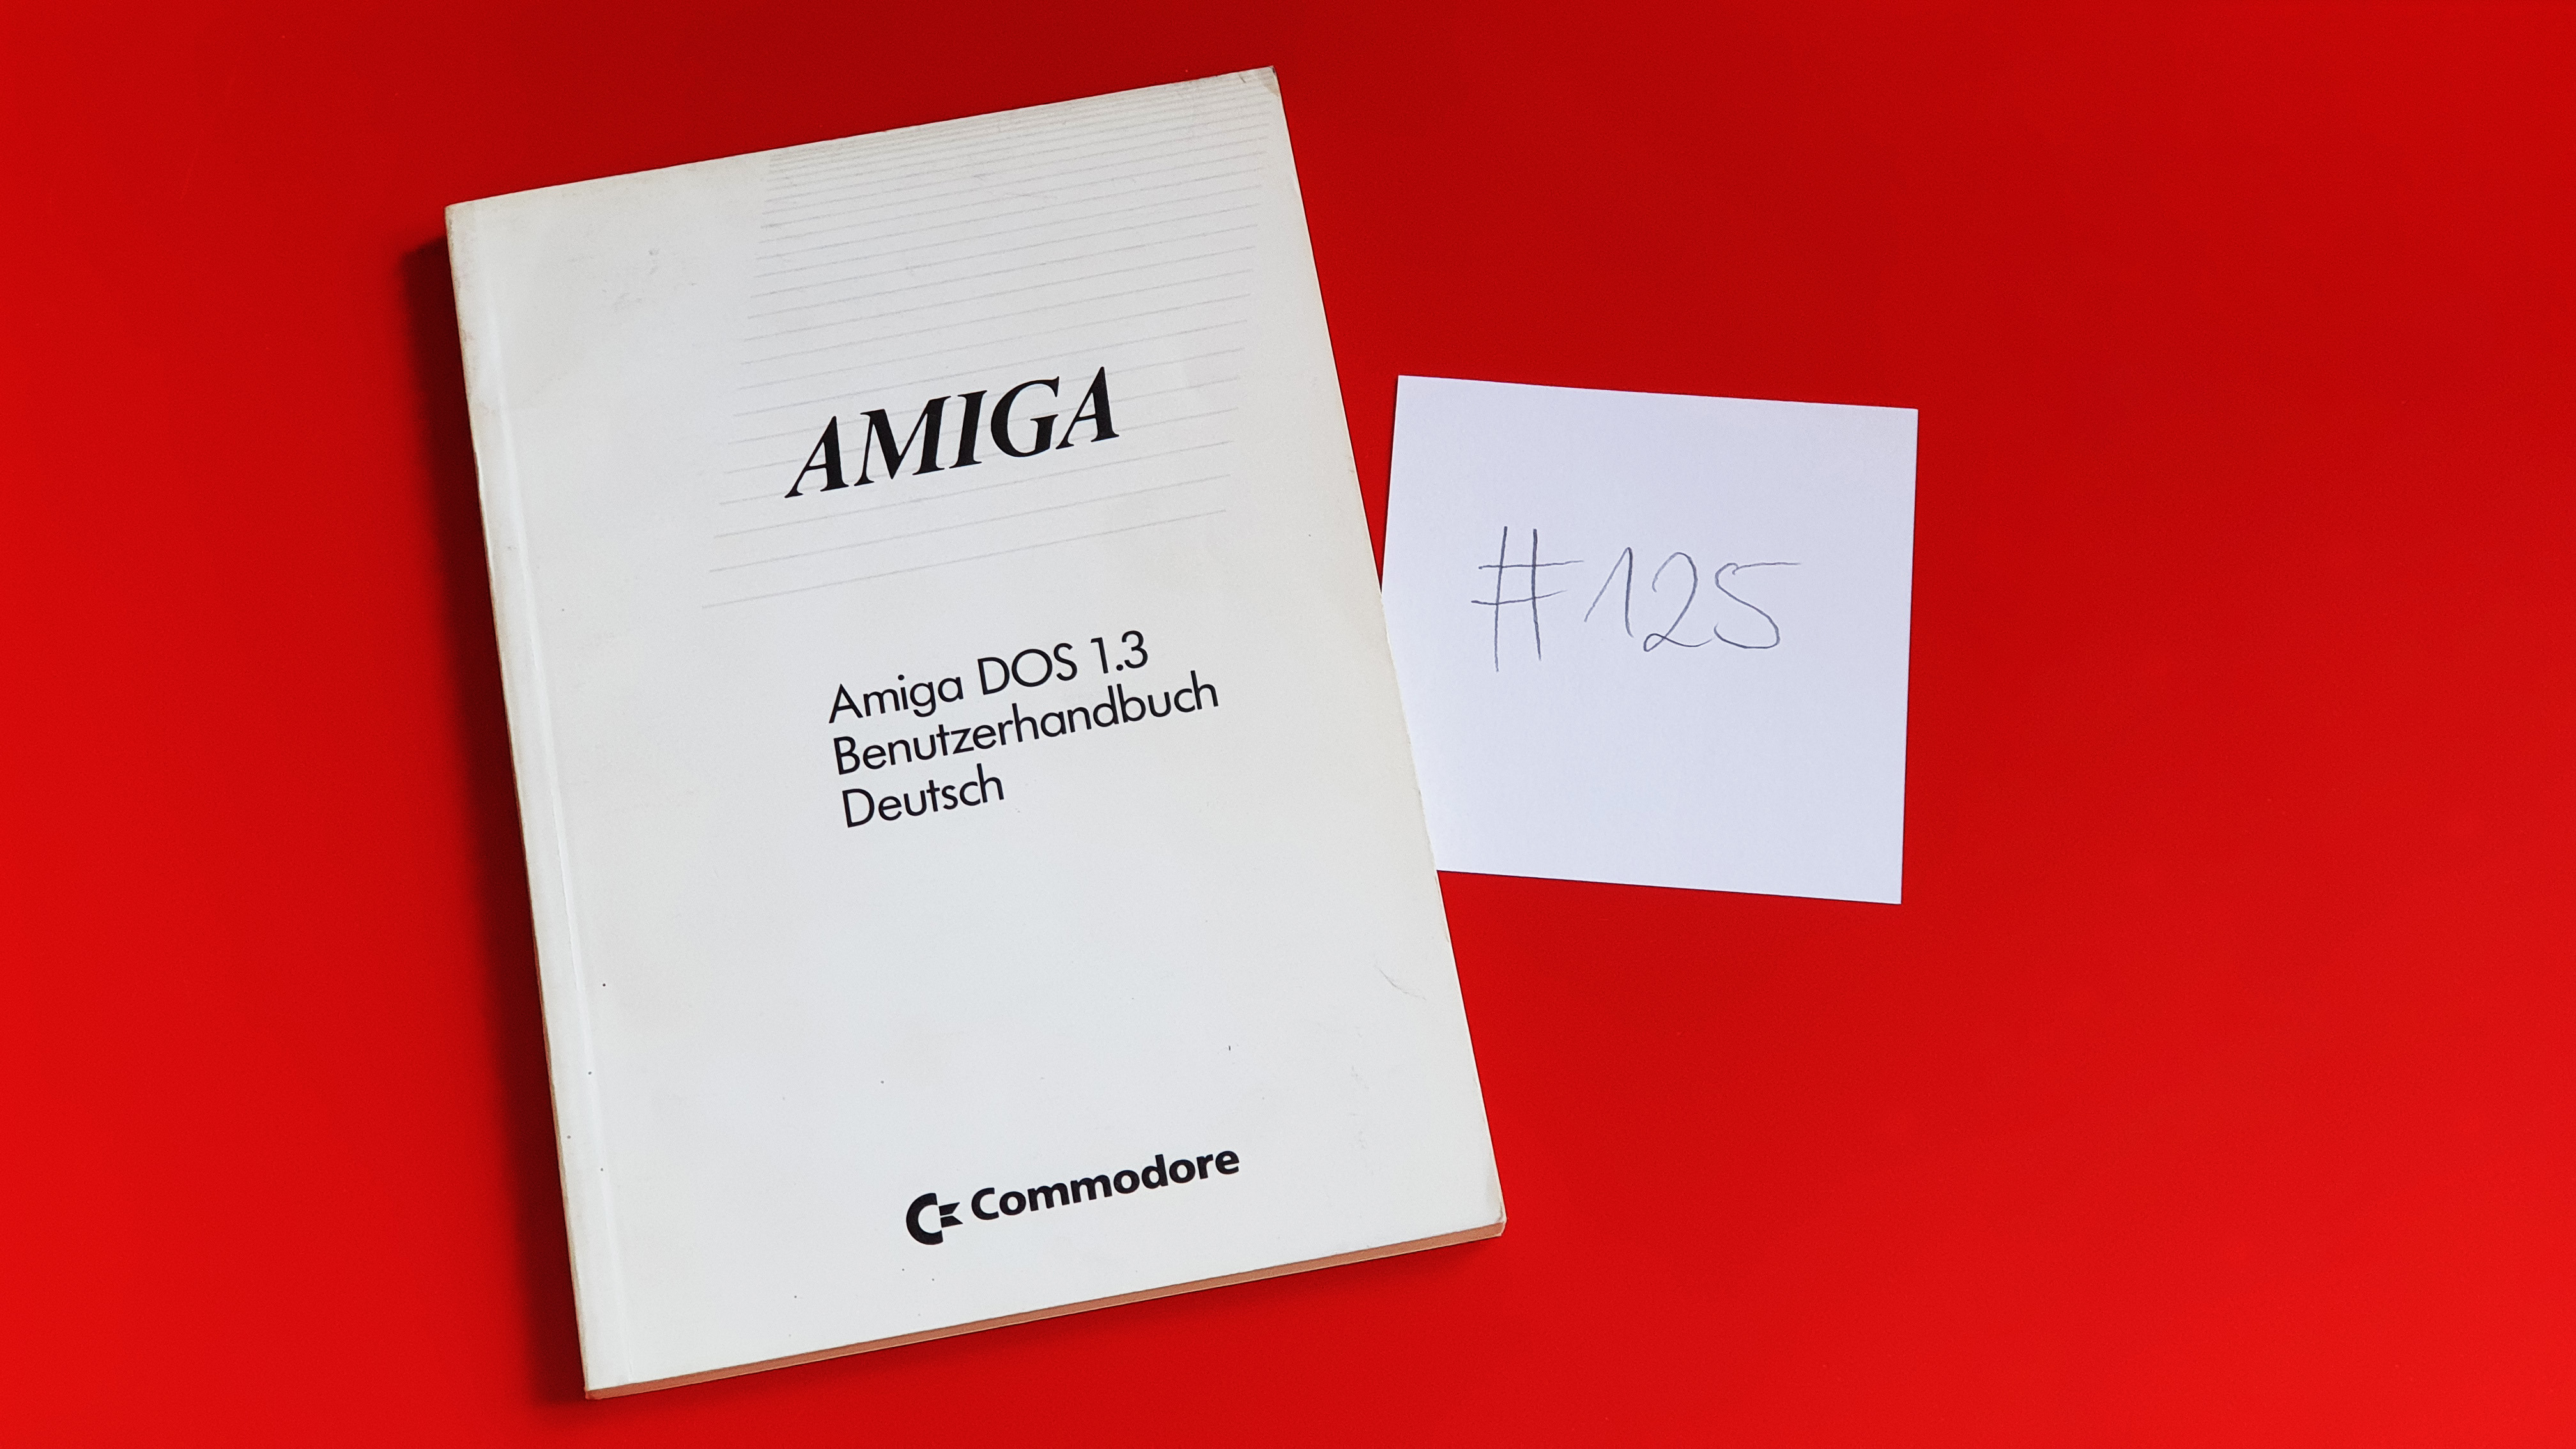 AMIGA
Amiga DOS 1.3
Benutzerhandbuch
Deutsch
Commodore
#125